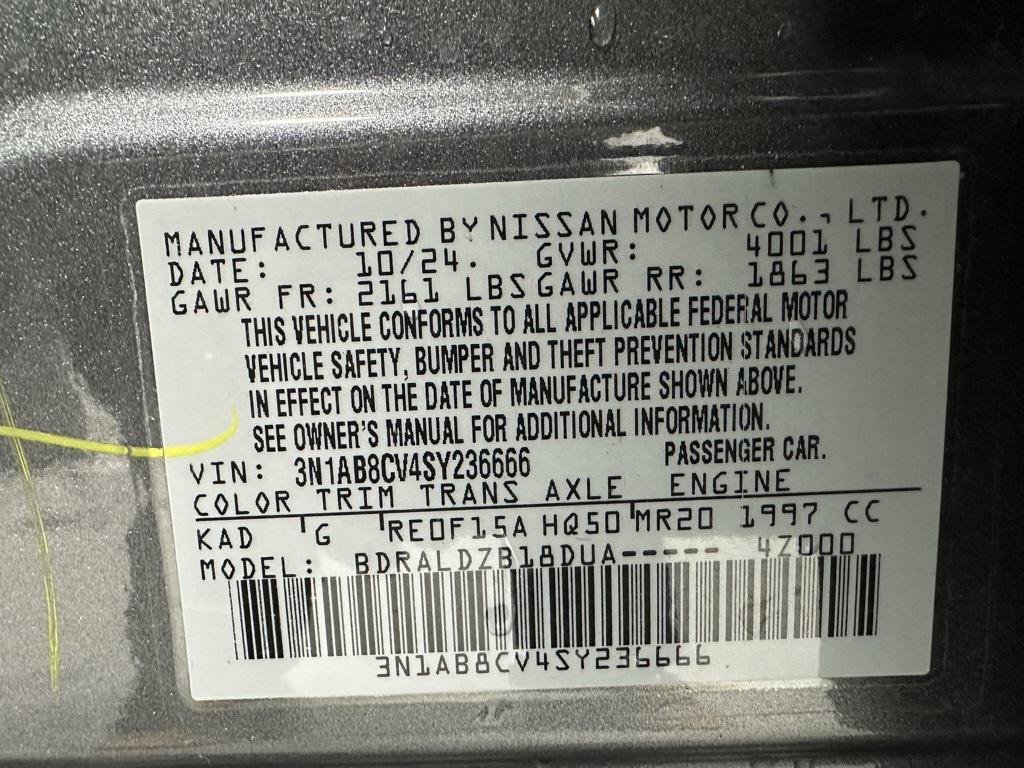 MANUFACTURED BY NISSAN MOTOR CO., LTD.
DATE: 10/24. GVWR: 4001 LBS
GAWR FR: 2161 LBS GAWR RR: 1863 LBS
THIS VEHICLE CONFORMS TO ALL APPLICABLE FEDERAL MOTOR
VEHICLE SAFETY, BUMPER AND THEFT PREVENTION STANDARDS
IN EFFECT ON THE DATE OF MANUFACTURE SHOWN ABOVE.
SEE OWNER'S MANUAL FOR ADDITIONAL INFORMATION.
VIN: 3N1AB8CV4SY236666 PASSENGER CAR.
COLOR TRIM TRANS AXLE ENGINE
KAD G RE0F15A HQ50 MR20 1997 CC
MODEL: BDRALDZB18DUA----- 4Z000
3N1AB8CV4SY236666